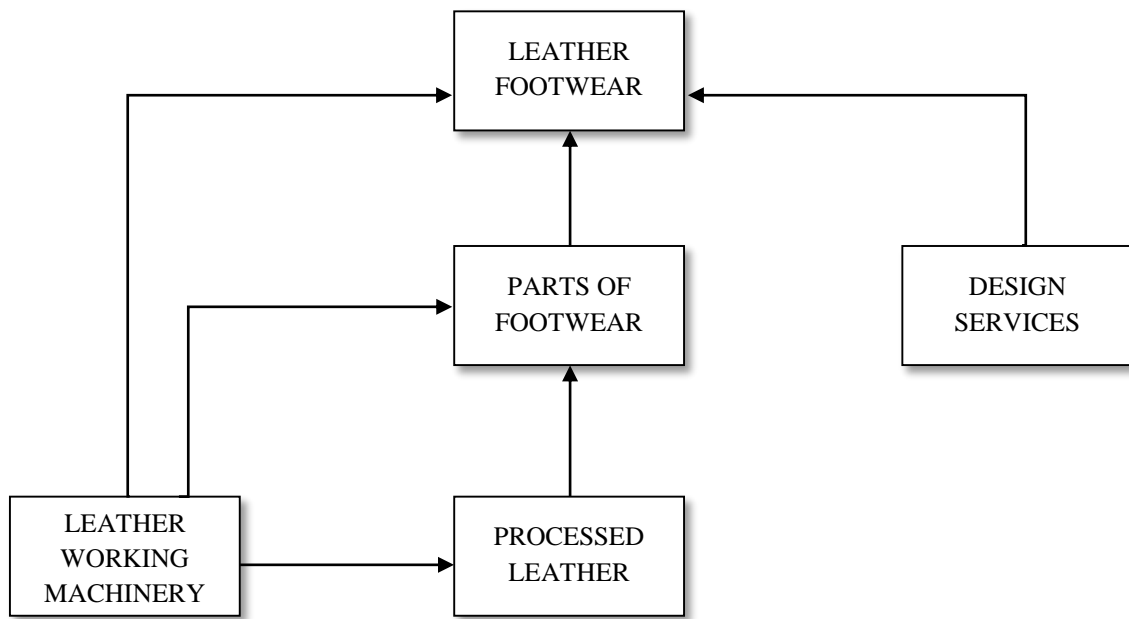 LEATHER
FOOTWEAR
PARTS OF
FOOTWEAR
DESIGN
SERVICES
LEATHER
WORKING
MACHINERY
PROCESSED
LEATHER